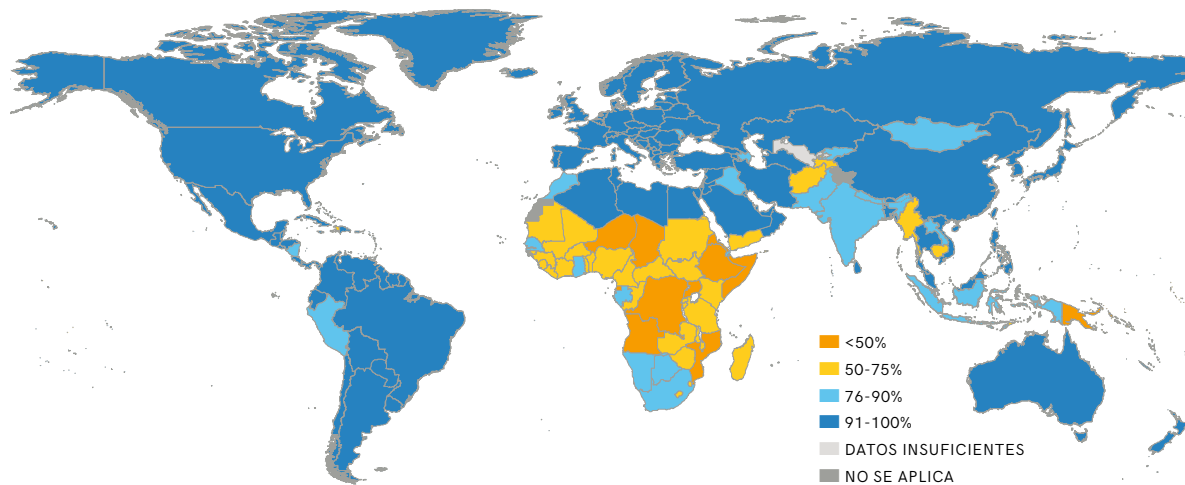 <50%
50-75%
76-90%
91-100%
DATOS INSUFICIENTES
NO SE APLICA